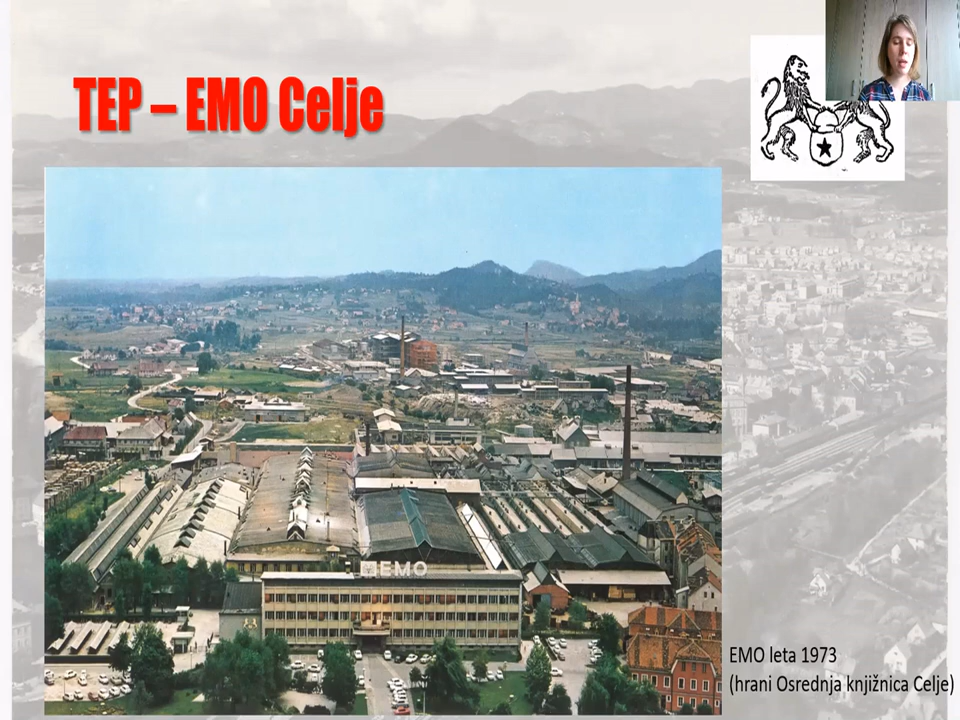 TEP – EMO Celje
EMO
EMO leta 1973
(hrani Osrednja knjižnica Celje)